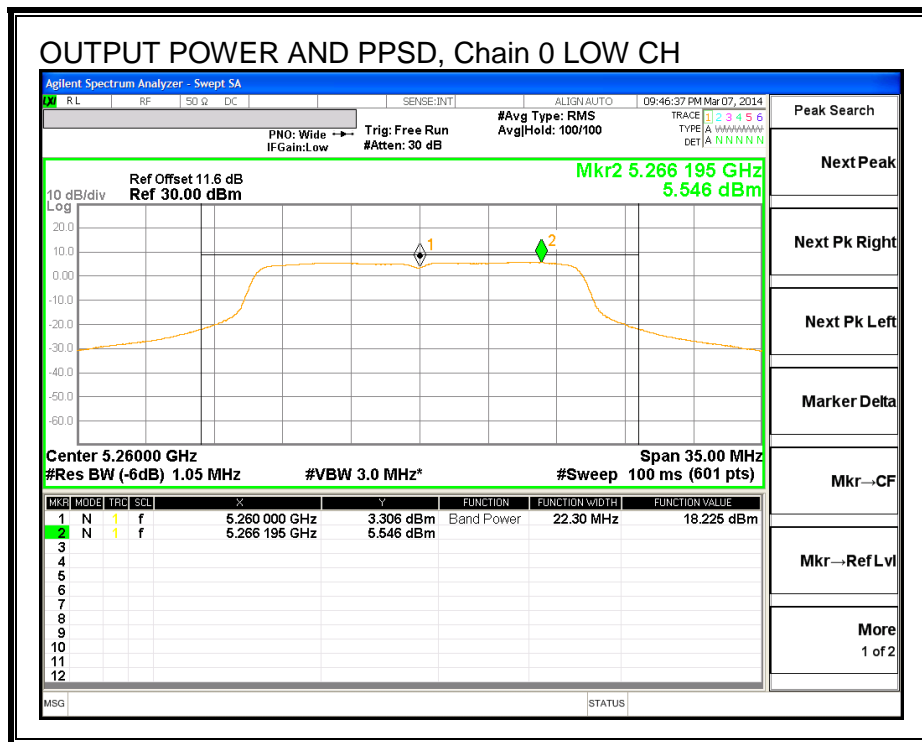 OUTPUT POWER AND PPSD, Chain 0 LOW CH
Agilent Spectrum Analyzer - Swept SA
LXI RL RF 50 Ω DC SENSE:INT ALIGN AUTO 09:46:37 PM Mar 07, 2014
PNO: Wide IFGain:Low
Trig: Free Run #Atten: 30 dB
#Avg Type: RMS Avg|Hold: 100/100
TRACE 1 2 3 4 5 6
TYPE A WWWWW
DET A N N N N N
Peak Search
Mkr2 5.266 195 GHz
5.546 dBm
Ref Offset 11.6 dB
10 dB/div Ref 30.00 dBm
Log
20.0
10.0
0.00
-10.0
-20.0
-30.0
-40.0
-50.0
-60.0
1
2
Center 5.26000 GHz Span 35.00 MHz
#Res BW (-6dB) 1.05 MHz #VBW 3.0 MHz* #Sweep 100 ms (601 pts)
MKR MODE TRC SCL X Y FUNCTION FUNCTION WIDTH FUNCTION VALUE
1 N 1 f 5.260 000 GHz 3.306 dBm Band Power 22.30 MHz 18.225 dBm
2 N 1 f 5.266 195 GHz 5.546 dBm
3
4
5
6
7
8
9
10
11
12
MSG STATUS
Next Peak
Next Pk Right
Next Pk Left
Marker Delta
Mkr→CF
Mkr→Ref Lvl
More
1 of 2